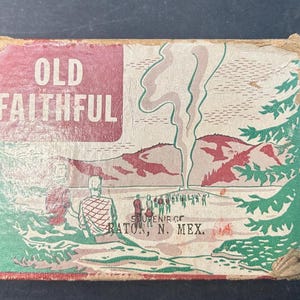 OLD
FAITHFUL
SOUVENIR OF
RATON, N. MEX.